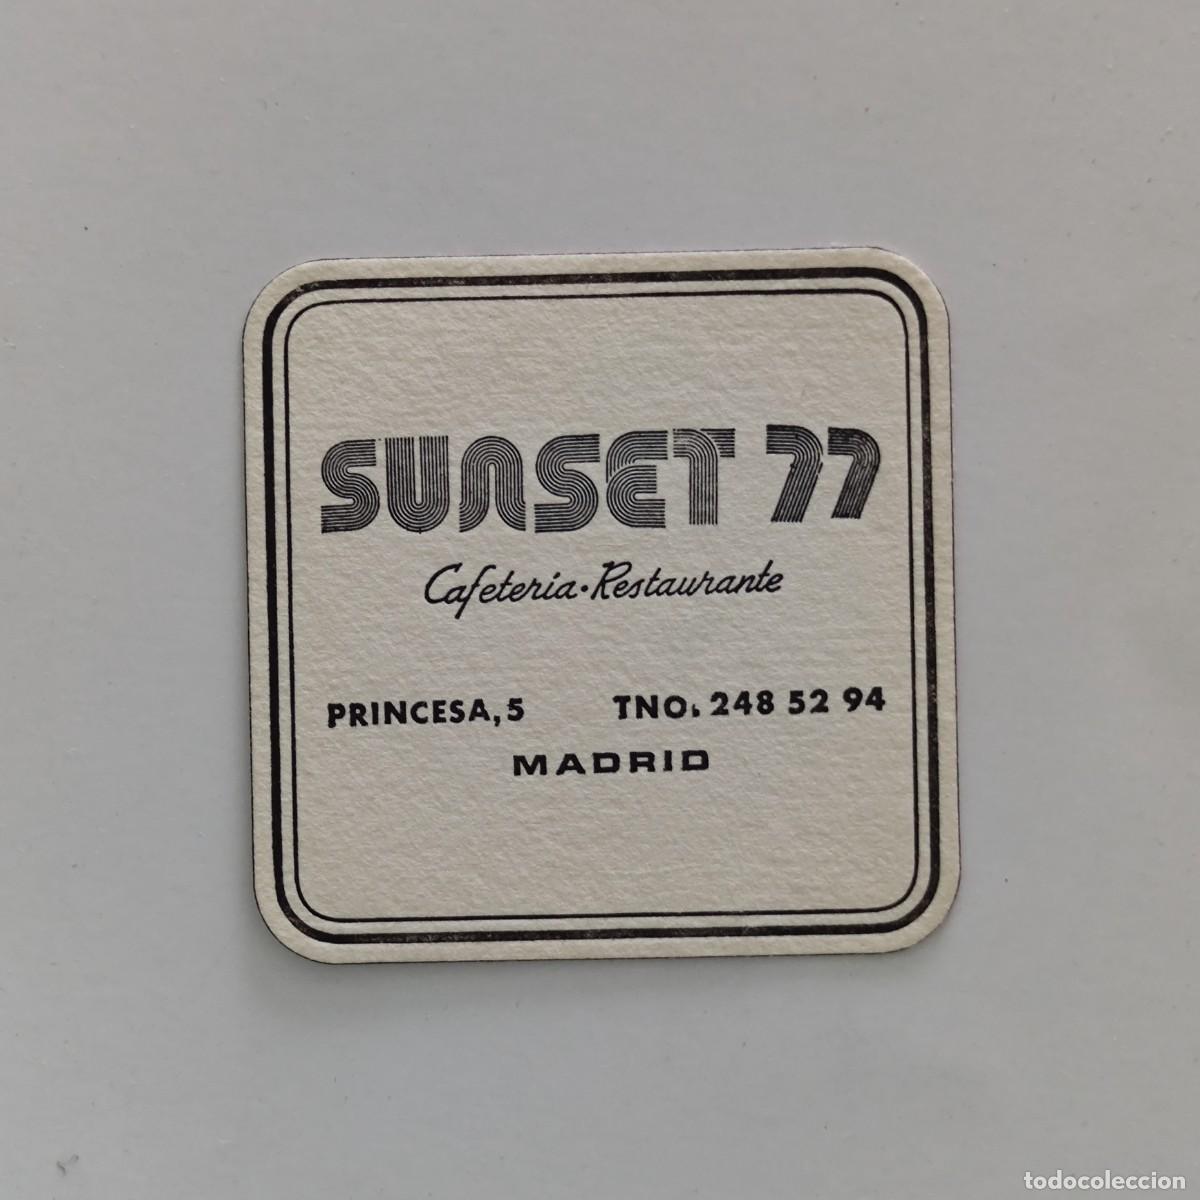 SUNSET 77
Cafeteria·Restaurante
PRINCESA, 5 TNO. 248 52 94
MADRID
todocoleccion